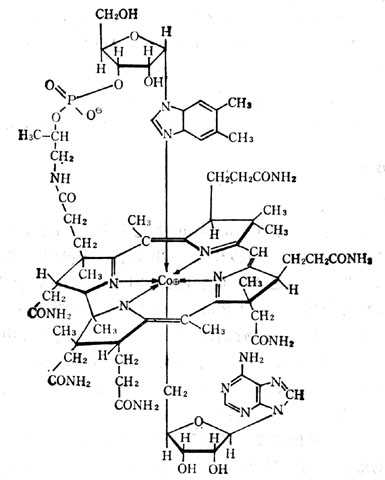 CH₂OH
O
H
H H
H
O OH
O
P
O⊖
O
N
N
CH₃
CH₃
H₃C-CH
CH₂
NH
CO
CH₂
CH₂
CH₂CH₂CONH₂
CH₃
C
H
CH₃
CH₃
N
CH
CH₃
H
N
Co⊕
N
CH₂CH₂CONH₂
H
CH₂
CONH₂
N
CH₃
CH₃
CH₂
CONH₂
CH₃
CH₂
CONH₂
H
CH₂
CH₂
CONH₂
C
CH₃
CH₂
NH₂
N
N
N
N
CH
O
H
H H
H
OH OH